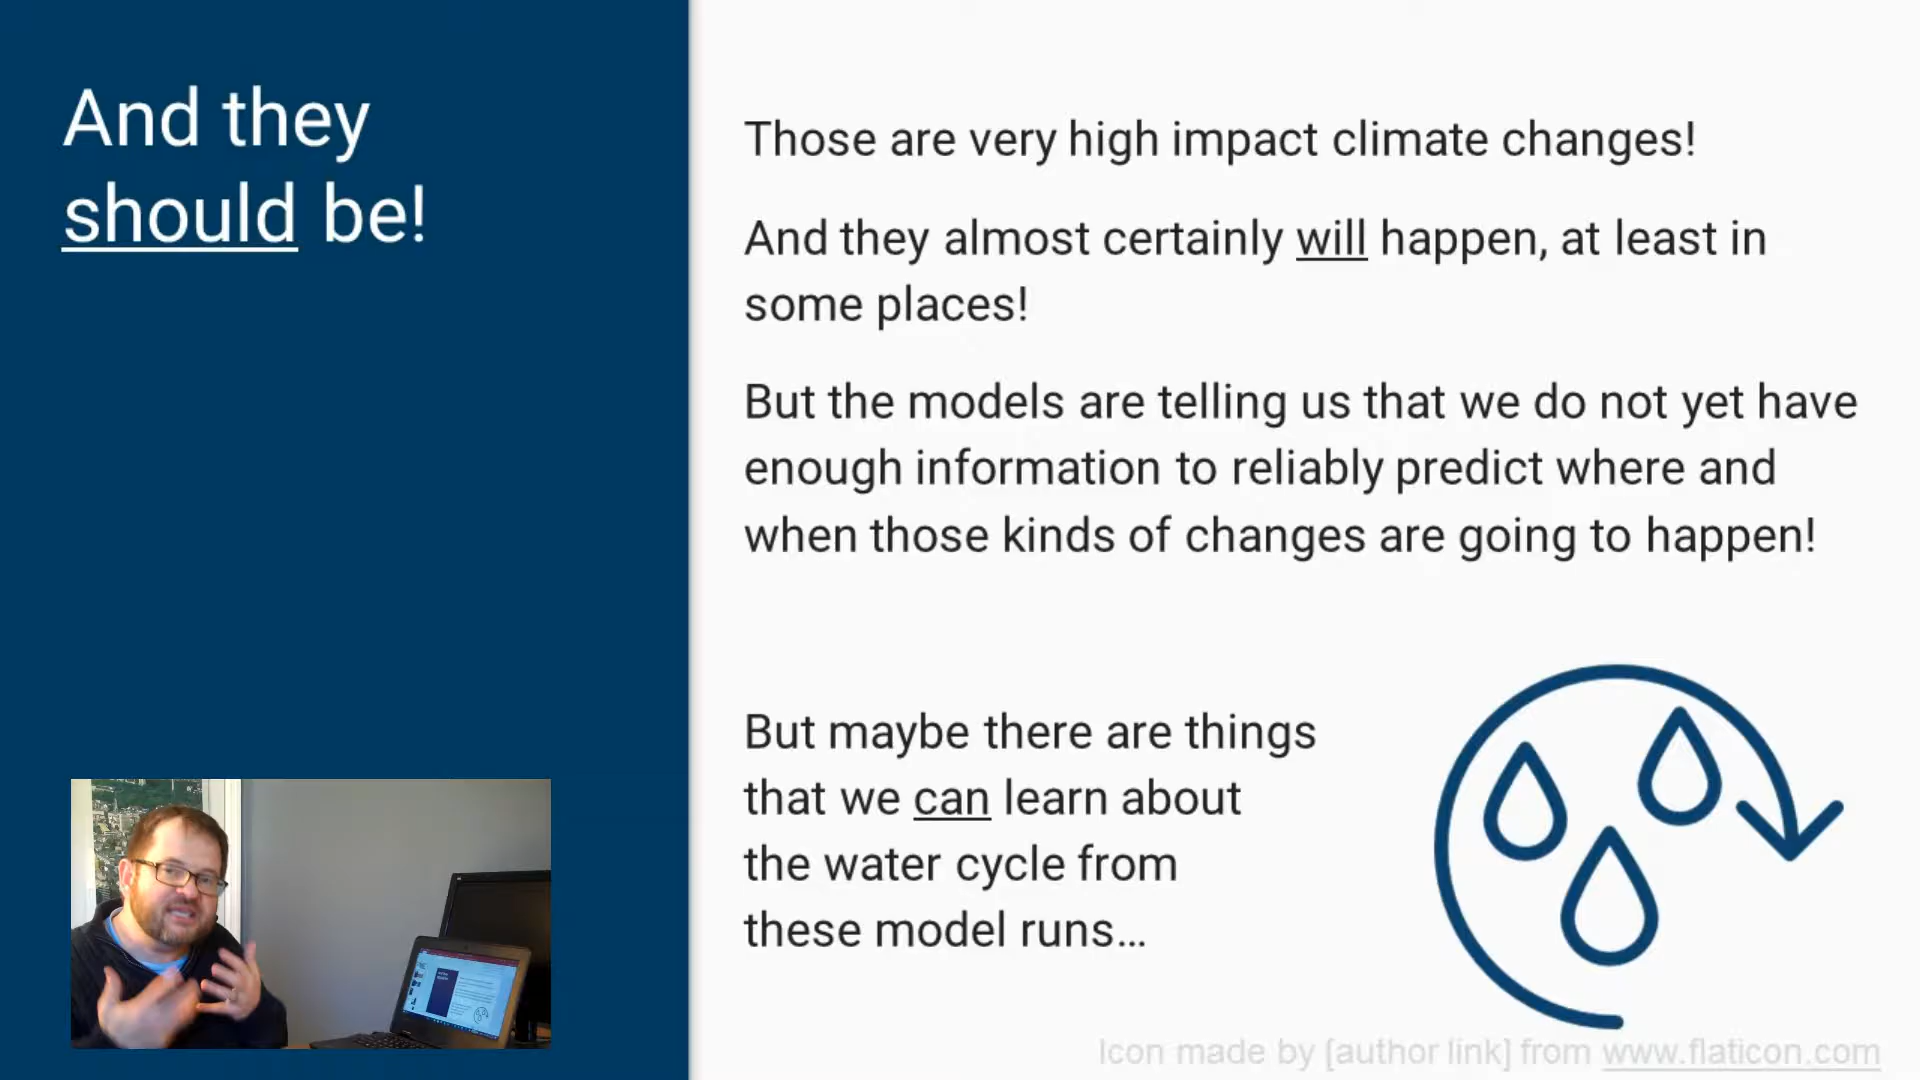 And they
should be!
Those are very high impact climate changes!
And they almost certainly will happen, at least in
some places!
But the models are telling us that we do not yet have
enough information to reliably predict where and
when those kinds of changes are going to happen!
But maybe there are things
that we can learn about
the water cycle from
these model runs…
Icon made by [author link] from www.flaticon.com